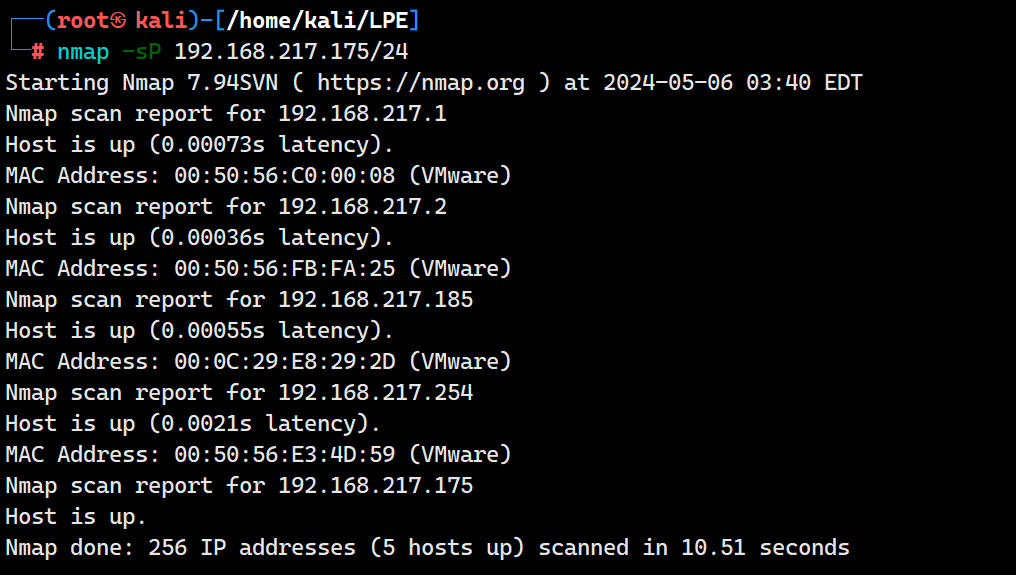 ┌──(root㉿kali)-[/home/kali/LPE]
└─# nmap -sP 192.168.217.175/24
Starting Nmap 7.94SVN ( https://nmap.org ) at 2024-05-06 03:40 EDT
Nmap scan report for 192.168.217.1
Host is up (0.00073s latency).
MAC Address: 00:50:56:C0:00:08 (VMware)
Nmap scan report for 192.168.217.2
Host is up (0.00036s latency).
MAC Address: 00:50:56:FB:FA:25 (VMware)
Nmap scan report for 192.168.217.185
Host is up (0.00055s latency).
MAC Address: 00:0C:29:E8:29:2D (VMware)
Nmap scan report for 192.168.217.254
Host is up (0.0021s latency).
MAC Address: 00:50:56:E3:4D:59 (VMware)
Nmap scan report for 192.168.217.175
Host is up.
Nmap done: 256 IP addresses (5 hosts up) scanned in 10.51 seconds